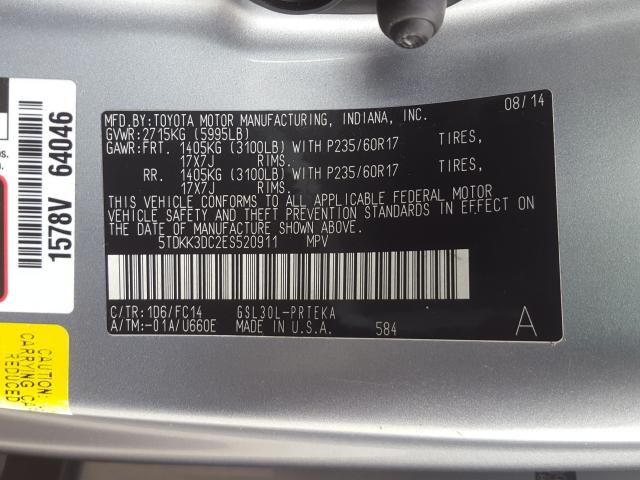 08/14
MFD.BY:TOYOTA MOTOR MANUFACTURING, INDIANA, INC.
GVWR:2715KG (5995LB)
GAWR:FRT. 1405KG (3100LB) WITH P235/60R17 TIRES,
17X7J RIMS.
RR. 1405KG (3100LB) WITH P235/60R17 TIRES,
17X7J RIMS.
THIS VEHICLE CONFORMS TO ALL APPLICABLE FEDERAL MOTOR
VEHICLE SAFETY AND THEFT PREVENTION STANDARDS IN EFFECT ON
THE DATE OF MANUFACTURE SHOWN ABOVE.
5TDKK3DC2ES520911 MPV
C/TR:1D6/FC14 GSL30L-PRTEKA
A/TM:-01A/U660E MADE IN U.S.A. 584 A
1578V 64046
CAUTION:
CARRYING
REDUCED